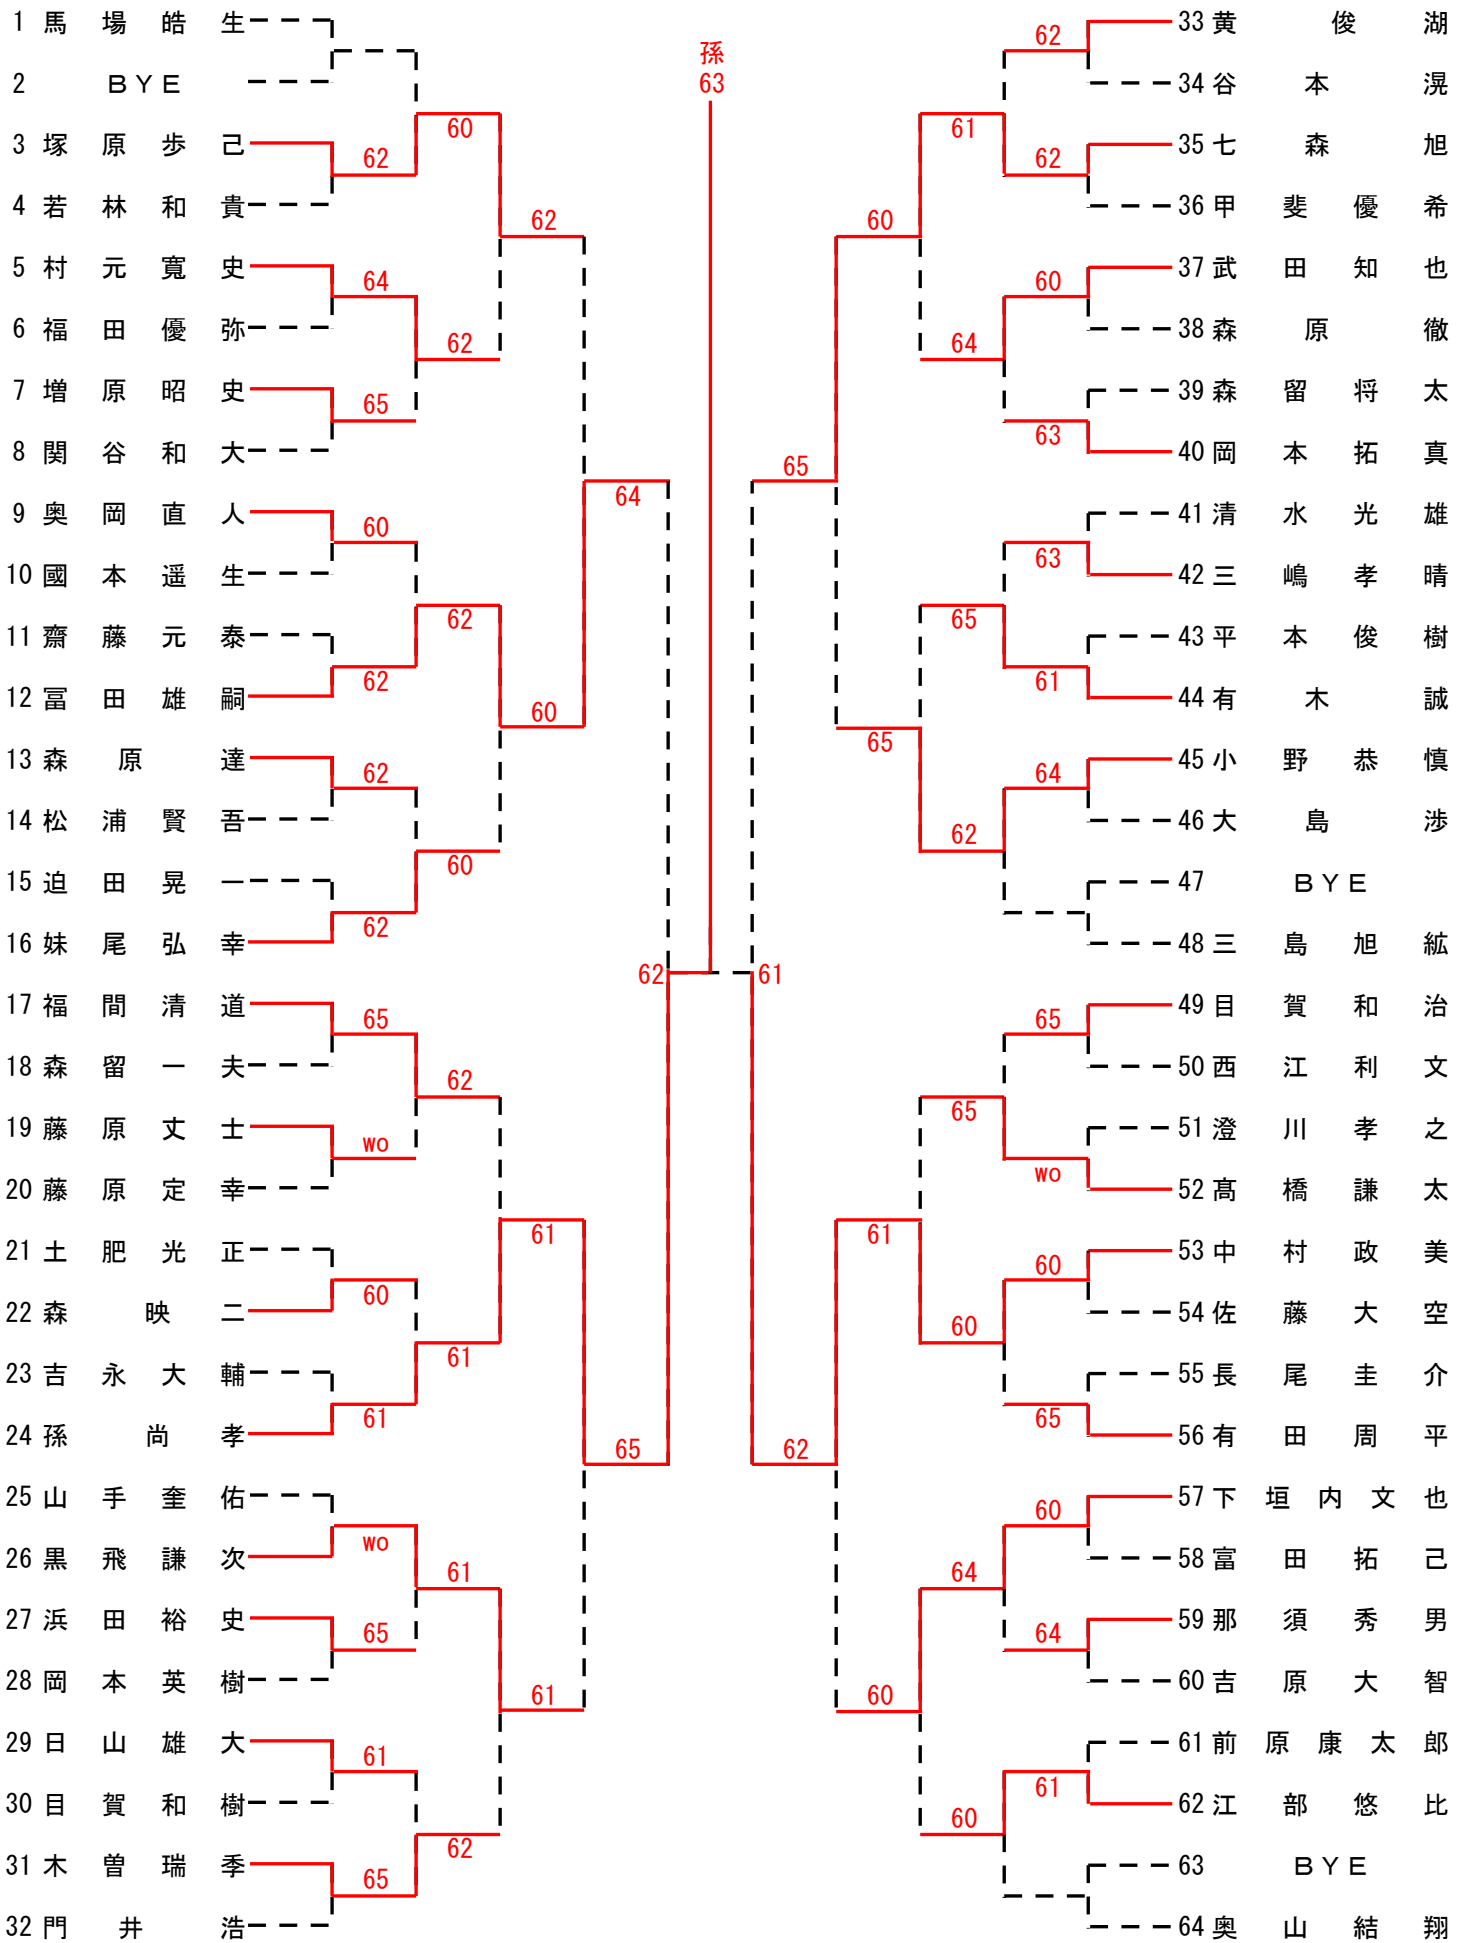 1 馬場皓生
2 ＢＹＥ
3 塚原歩己
4 若林和貴
5 村元寛史
6 福田優弥
7 増原昭史
8 関谷和大
9 奥岡直人
10 國本遥生
11 齋藤元泰
12 冨田雄嗣
13 森原達
14 松浦賢吾
15 迫田晃一
16 妹尾弘幸
17 福間清道
18 森留一夫
19 藤原丈士
20 藤原定幸
21 土肥光正
22 森映二
23 吉永大輔
24 孫尚孝
25 山手奎佑
26 黒飛謙次
27 浜田裕史
28 岡本英樹
29 日山雄大
30 目賀和樹
31 木曽瑞季
32 門井浩
62
64
65
60
62
62
62
65
wo
60
61
wo
65
61
65
60
62
62
60
62
61
61
62
62
60
61
61
64
65
62
孫
63
61
65
62
60
65
61
60
61
64
65
62
65
60
64
60
62
62
60
63
63
61
64
65
wo
60
65
60
64
61
33 黄俊湖
34 谷本滉
35 七森旭
36 甲斐優希
37 武田知也
38 森原徹
39 森留将太
40 岡本拓真
41 清水光雄
42 三嶋孝晴
43 平本俊樹
44 有木誠
45 小野恭慎
46 大島渉
47 ＢＹＥ
48 三島旭紘
49 目賀和治
50 西江利文
51 澄川孝之
52 髙橋謙太
53 中村政美
54 佐藤大空
55 長尾圭介
56 有田周平
57 下垣内文也
58 富田拓己
59 那須秀男
60 吉原大智
61 前原康太郎
62 江部悠比
63 ＢＹＥ
64 奥山結翔